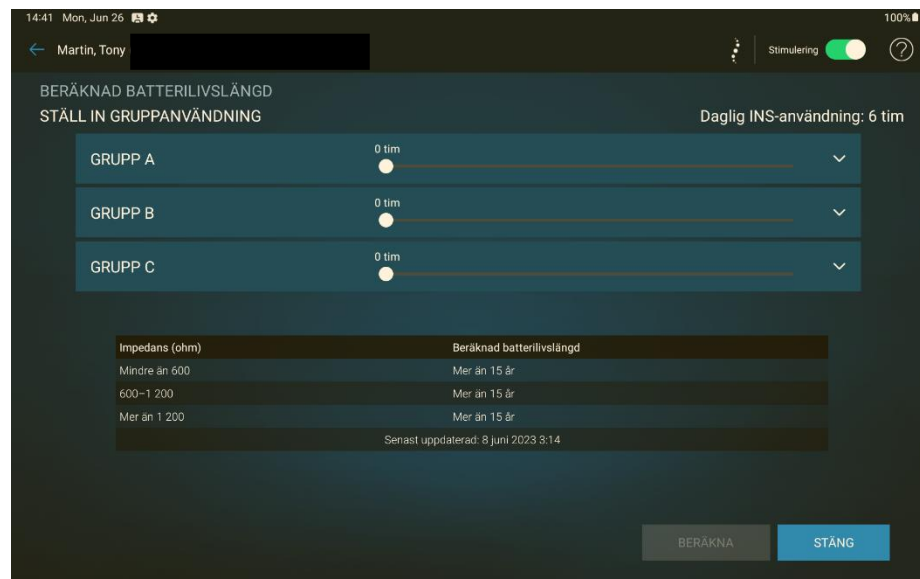 14:41 Mon, Jun 26 100%
Martin, Tony Stimulering
BERÄKNAD BATTERILIVSLÄNGD
STÄLL IN GRUPPANVÄNDNING Daglig INS-användning: 6 tim
GRUPP A 0 tim
GRUPP B 0 tim
GRUPP C 0 tim
Impedans (ohm) Beräknad batterilivslängd
Mindre än 600 Mer än 15 år
600–1 200 Mer än 15 år
Mer än 1 200 Mer än 15 år
Senast uppdaterad: 8 juni 2023 3:14
BERÄKNA STÄNG